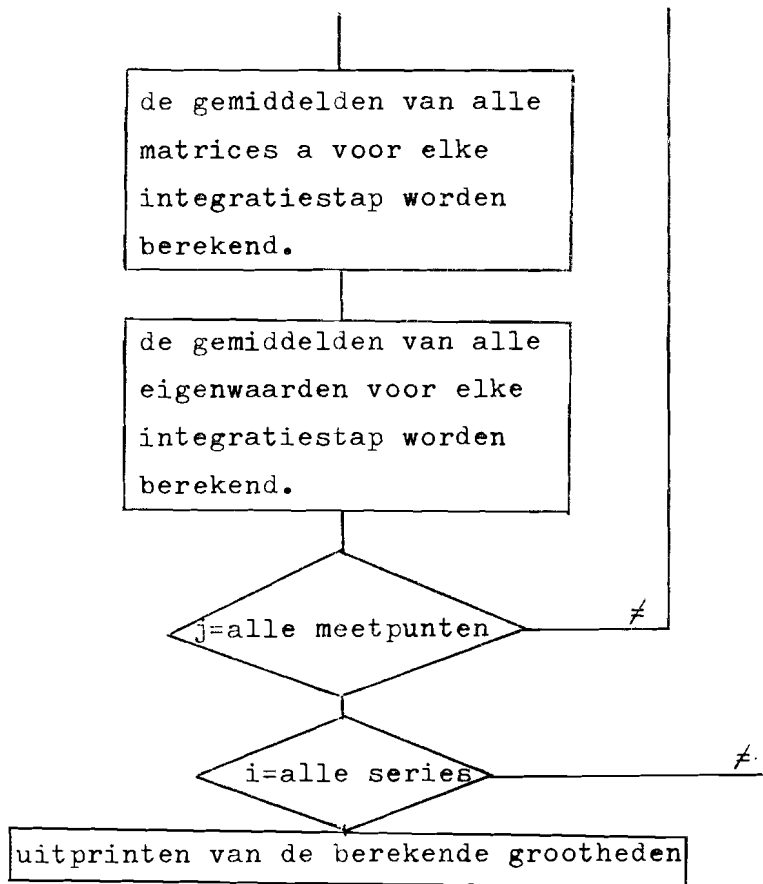 de gemiddelden van alle
matrices a voor elke
integratiestap worden
berekend.
de gemiddelden van alle
eigenwaarden voor elke
integratiestap worden
berekend.
j=alle meetpunten
≠
i=alle series
≠
uitprinten van de berekende grootheden